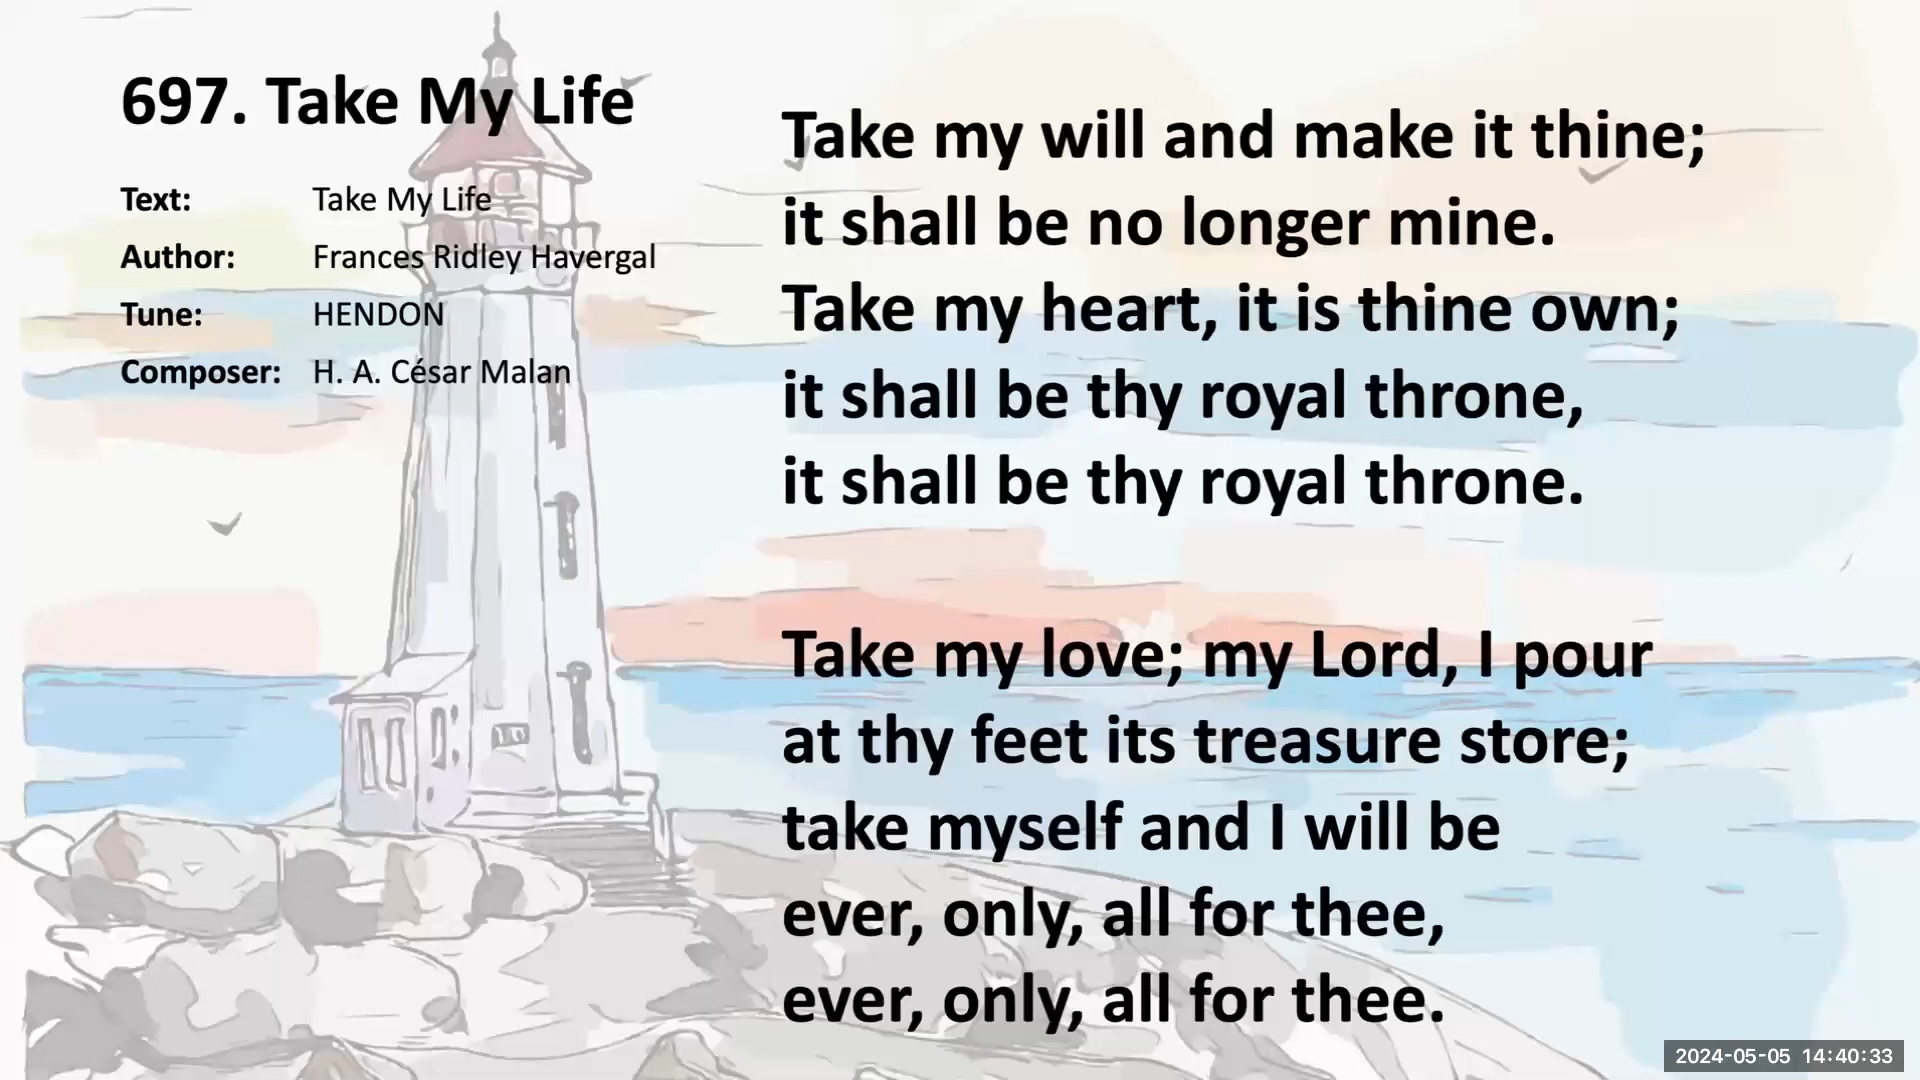 697. Take My Life
Text: Take My Life
Author: Frances Ridley Havergal
Tune: HENDON
Composer: H. A. César Malan
Take my will and make it thine;
it shall be no longer mine.
Take my heart, it is thine own;
it shall be thy royal throne,
it shall be thy royal throne.
Take my love; my Lord, I pour
at thy feet its treasure store;
take myself and I will be
ever, only, all for thee,
ever, only, all for thee.
2024-05-05 14:40:33